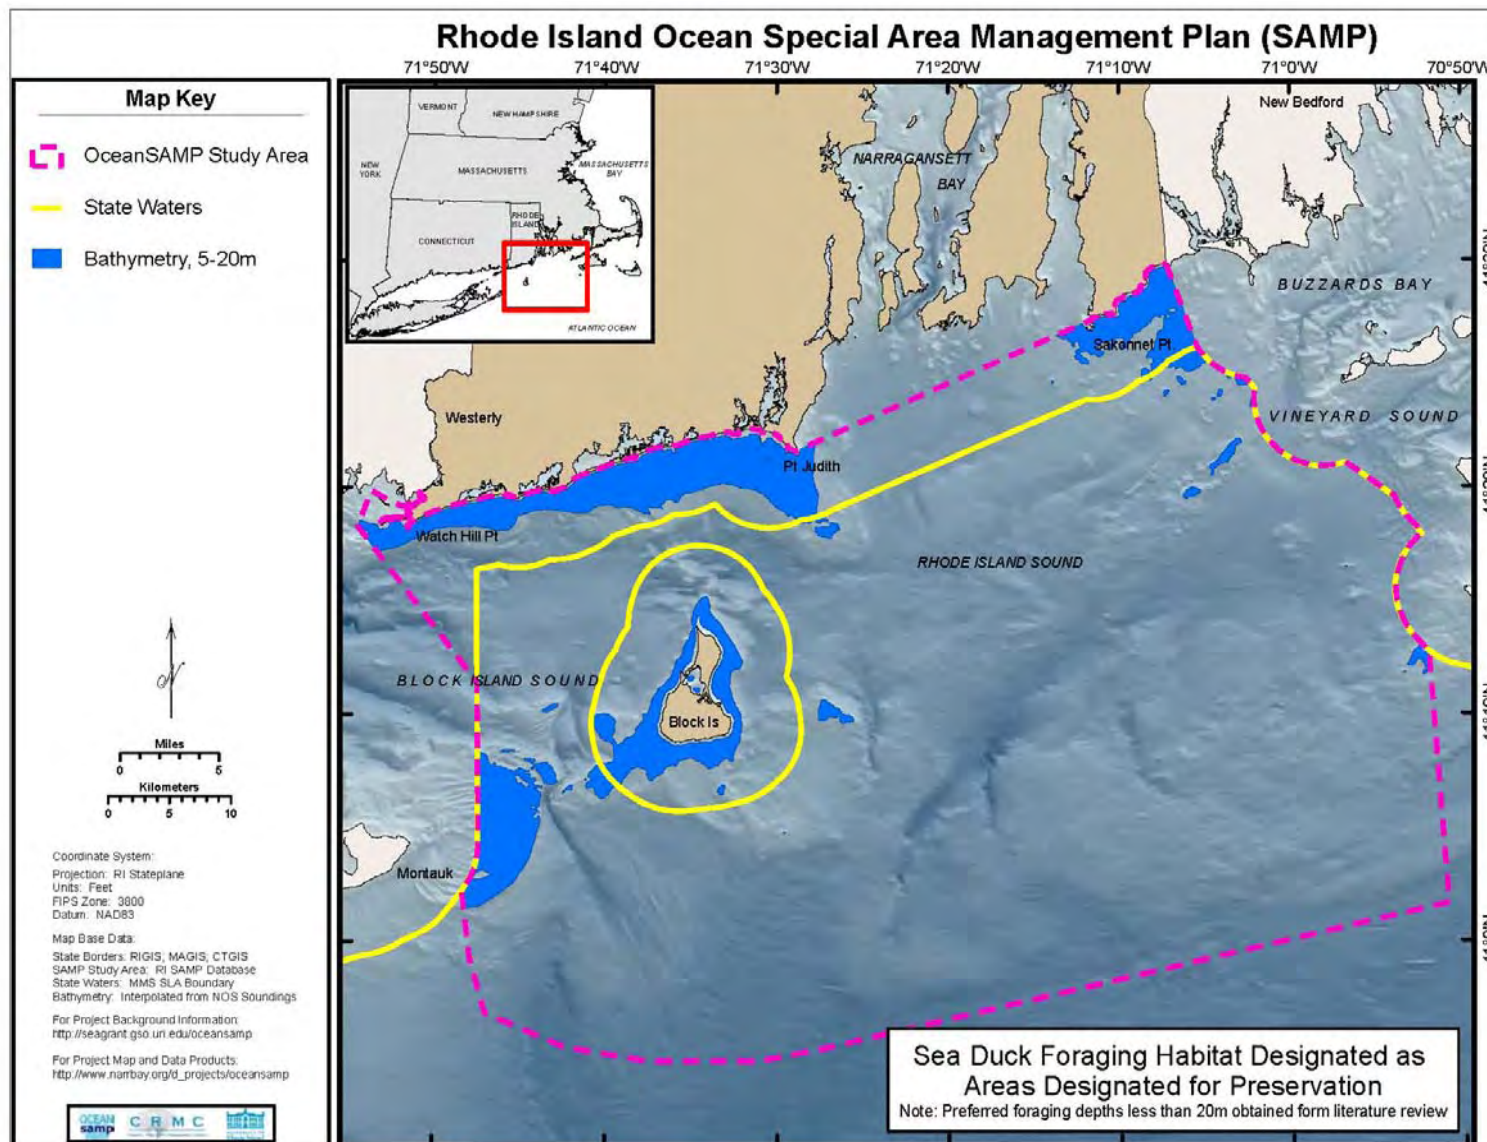 Rhode Island Ocean Special Area Management Plan (SAMP)
71°50'W
71°40'W
71°30'W
71°20'W
71°10'W
71°0'W
70°50'W
Map Key
OceanSAMP Study Area
State Waters
Bathymetry, 5-20m
Miles
0 5
Kilometers
0 5 10
Coordinate System:
Projection: RI Stateplane
Units: Feet
FIPS Zone: 3800
Datum: NAD83
Map Base Data:
State Borders: RIGIS, MAGIS, CTGIS
SAMP Study Area: RI SAMP Database
State Waters: MMS SLA Boundary
Bathymetry: Interpolated from NOS Soundings
For Project Background Information:
http://seagrant.gso.uri.edu/oceansamp
For Project Map and Data Products:
http://www.narrbay.org/d_projects/oceansamp
OCEAN
samp
CRMC
VERMONT
NEW HAMPSHIRE
NEW
YORK
MASSACHUSETTS
MASSACHUSETTS
BAY
RHODE
ISLAND
CONNECTICUT
ATLANTIC OCEAN
New Bedford
NARRAGANSETT
BAY
BUZZARDS BAY
Sakonnet Pt
VINEYARD SOUND
Westerly
Pt Judith
Watch Hill Pt
RHODE ISLAND SOUND
BLOCK ISLAND SOUND
Block Is
Montauk
Sea Duck Foraging Habitat Designated as
Areas Designated for Preservation
Note: Preferred foraging depths less than 20m obtained form literature review